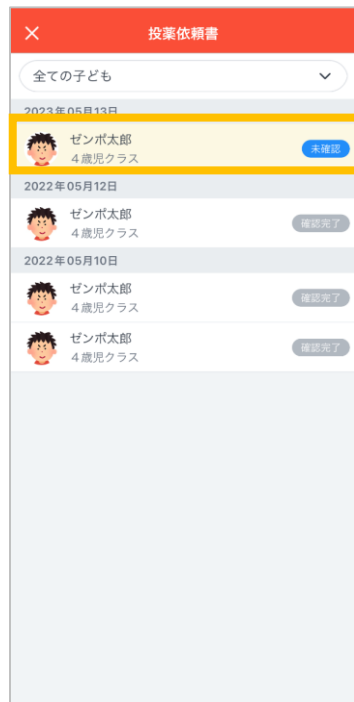 投薬依頼書
全ての子ども
2023年05月13日
ゼンポ太郎
未確認
４歳児クラス
2022年05月12日
ゼンポ太郎
確認完了
４歳児クラス
2022年05月10日
ゼンポ太郎
確認完了
４歳児クラス
ゼンポ太郎
確認完了
４歳児クラス